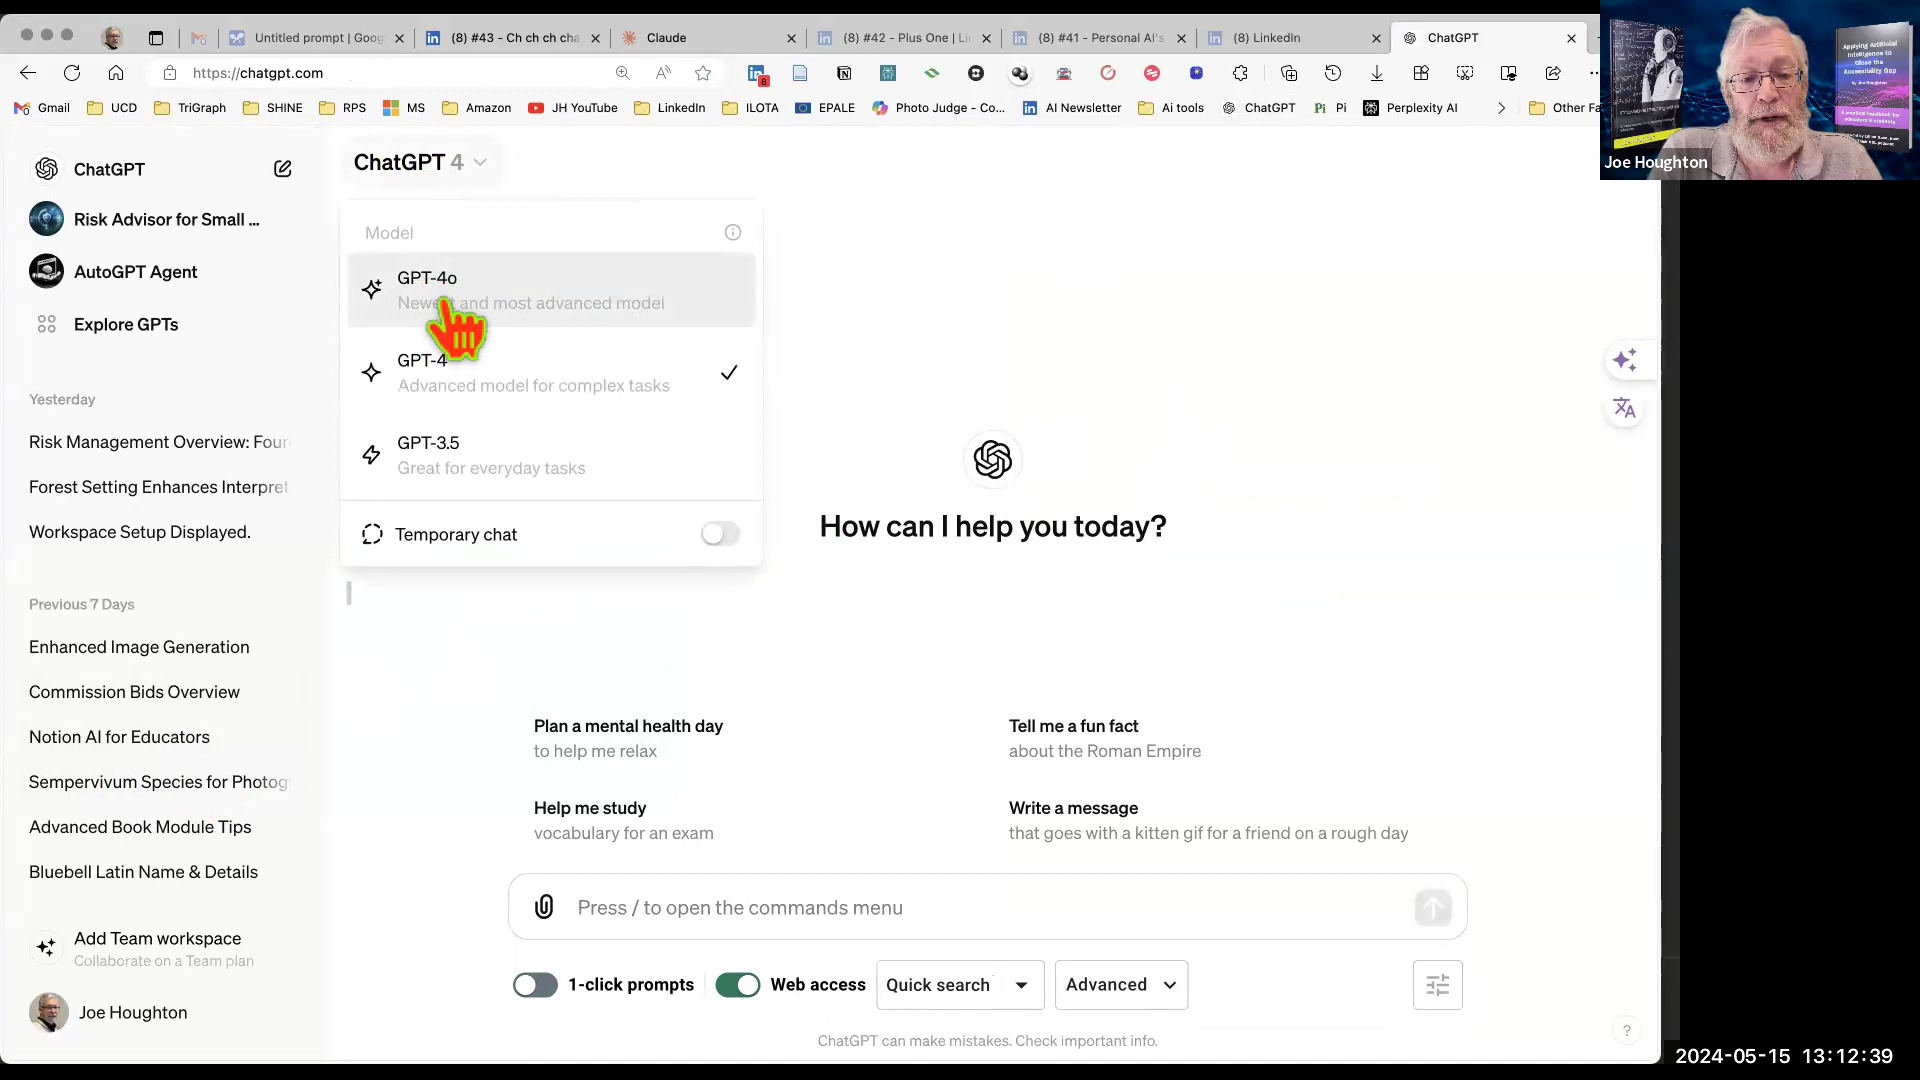 Untitled prompt | Goog
(8) #43 - Ch ch ch cha
Claude
(8) #42 - Plus One | Li
(8) #41 - Personal AI's
(8) LinkedIn
ChatGPT
https://chatgpt.com
8
Gmail
UCD
TriGraph
SHINE
RPS
MS
Amazon
JH YouTube
LinkedIn
ILOTA
EPALE
Photo Judge - Co...
AI Newsletter
Ai tools
ChatGPT
Pi
Perplexity AI
Other Fa
Applying Artificial
Intelligence to
Close the
Accessibility Gap
Joe Houghton
ChatGPT
Risk Advisor for Small ...
AutoGPT Agent
Explore GPTs
Yesterday
Risk Management Overview: Four
Forest Setting Enhances Interpret
Workspace Setup Displayed.
Previous 7 Days
Enhanced Image Generation
Commission Bids Overview
Notion AI for Educators
Sempervivum Species for Photog
Advanced Book Module Tips
Bluebell Latin Name & Details
Add Team workspace
Collaborate on a Team plan
Joe Houghton
ChatGPT 4
Model
GPT-4o
Newest and most advanced model
GPT-4
Advanced model for complex tasks
GPT-3.5
Great for everyday tasks
Temporary chat
How can I help you today?
Plan a mental health day
to help me relax
Tell me a fun fact
about the Roman Empire
Help me study
vocabulary for an exam
Write a message
that goes with a kitten gif for a friend on a rough day
Press / to open the commands menu
1-click prompts
Web access
Quick search
Advanced
ChatGPT can make mistakes. Check important info.
?
2024-05-15 13:12:39